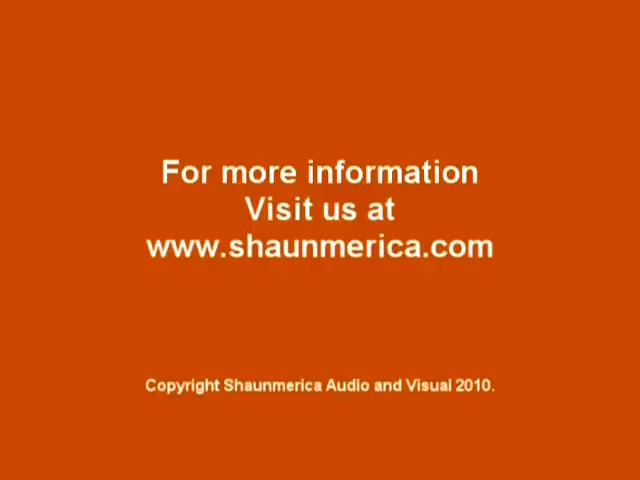 For more information
Visit us at
www.shaunmerica.com
Copyright Shaunmerica Audio and Visual 2010.